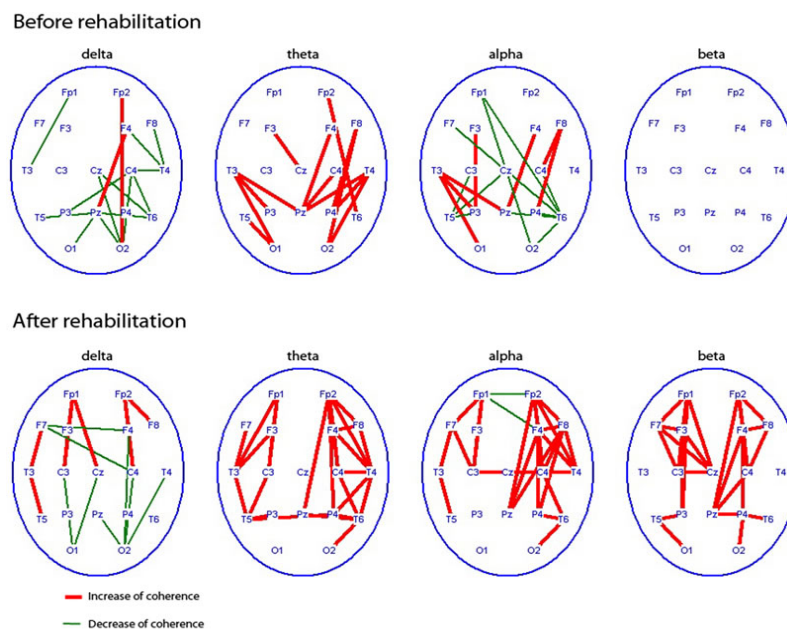 Before rehabilitation
delta theta alpha beta
Fp1 Fp2 Fp1 Fp2 Fp1 Fp2 Fp1 Fp2
F7 F3 F4 F8 F7 F3 F4 F8 F7 F3 F4 F8 F7 F3 F4 F8
T3 C3 Cz C4 T4 T3 C3 Cz C4 T4 T3 C3 Cz C4 T4 T3 C3 Cz C4 T4
T5 P3 Pz P4 T6 T5 P3 Pz P4 T6 T5 P3 Pz P4 T6 T5 P3 Pz P4 T6
O1 O2 O1 O2 O1 O2 O1 O2
After rehabilitation
delta theta alpha beta
Fp1 Fp2 Fp1 Fp2 Fp1 Fp2 Fp1 Fp2
F7 F3 F4 F8 F7 F3 F4 F8 F7 F3 F4 F8 F7 F3 F4 F8
T3 C3 Cz C4 T4 T3 C3 Cz C4 T4 T3 C3 Cz C4 T4 T3 C3 Cz C4 T4
T5 P3 Pz P4 T6 T5 P3 Pz P4 T6 T5 P3 Pz P4 T6 T5 P3 Pz P4 T6
O1 O2 O1 O2 O1 O2 O1 O2
Increase of coherence
Decrease of coherence